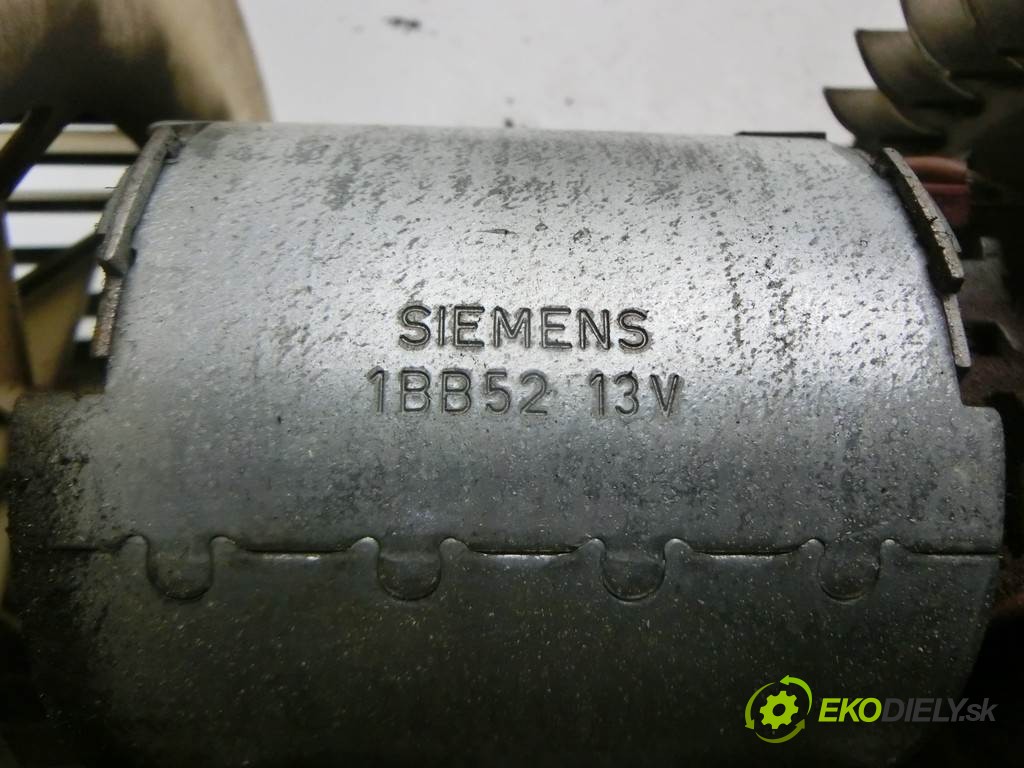 SIEMENS
1BB52 13V
EKODIELY.sk